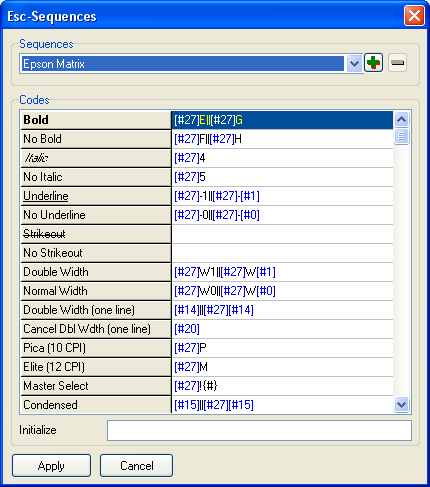 Esc-Sequences
Sequences
Epson Matrix
Codes
Bold [#27]E||[#27]G
No Bold [#27]F||[#27]H
Italic [#27]4
No Italic [#27]5
Underline [#27]-1||[#27]-[#1]
No Underline [#27]-0||[#27]-[#0]
Strikeout
No Strikeout
Double Width [#27]W1||[#27]W[#1]
Normal Width [#27]W0||[#27]W[#0]
Double Width (one line) [#14]||[#27][#14]
Cancel Dbl Wdth (one line) [#20]
Pica (10 CPI) [#27]P
Elite (12 CPI) [#27]M
Master Select [#27]!{#}
Condensed [#15]||[#27][#15]
Initialize
Apply Cancel